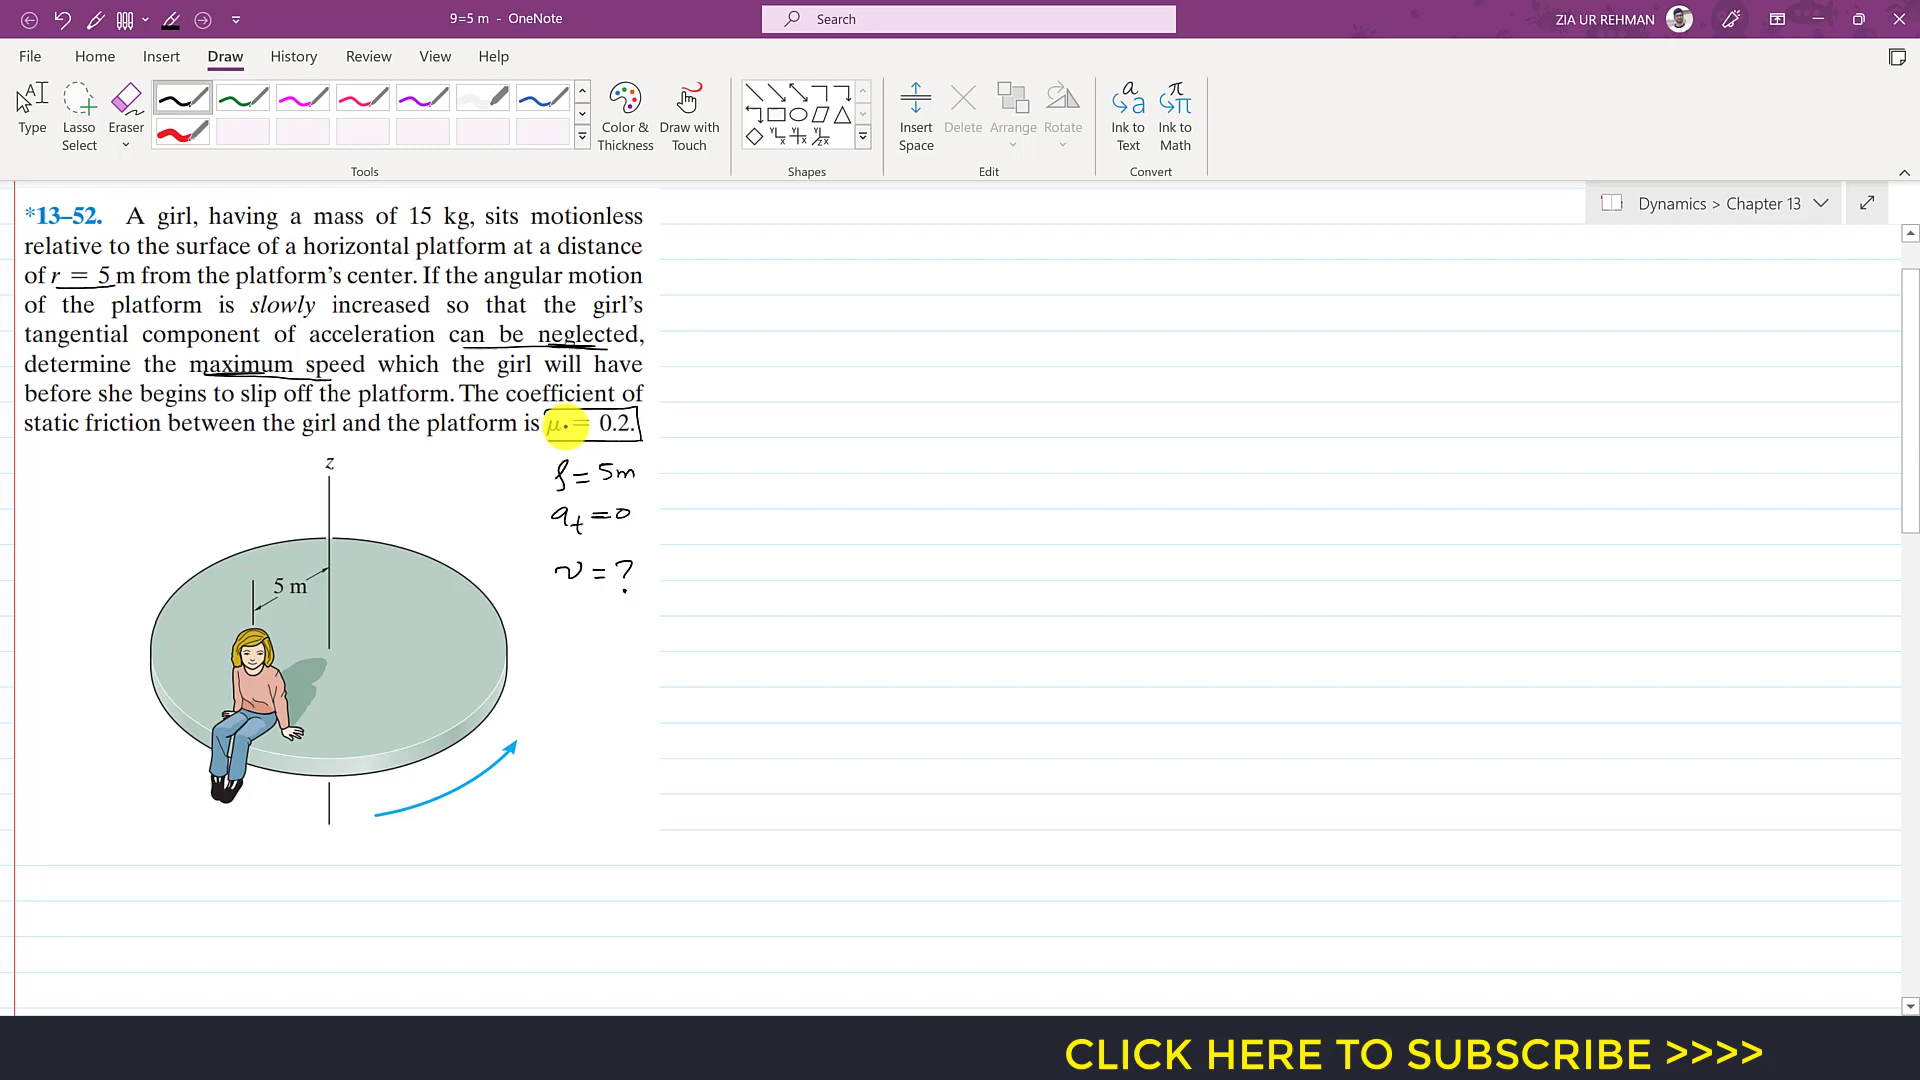 9=5 m - OneNote
Search
ZIA UR REHMAN
File Home Insert Draw History Review View Help
Type
Lasso Select
Eraser
Color & Thickness
Draw with Touch
Insert Space
Delete
Arrange
Rotate
a
a
Ink to Text
π
π
Ink to Math
Tools
Shapes
Edit
Convert
Dynamics > Chapter 13
*13–52. A girl, having a mass of 15 kg, sits motionless
relative to the surface of a horizontal platform at a distance
of r = 5 m from the platform's center. If the angular motion
of the platform is slowly increased so that the girl's
tangential component of acceleration can be neglected,
determine the maximum speed which the girl will have
before she begins to slip off the platform. The coefficient of
static friction between the girl and the platform is μ = 0.2.
ρ = 5m
a_t = 0
v = ?
z
5 m
CLICK HERE TO SUBSCRIBE >>>>